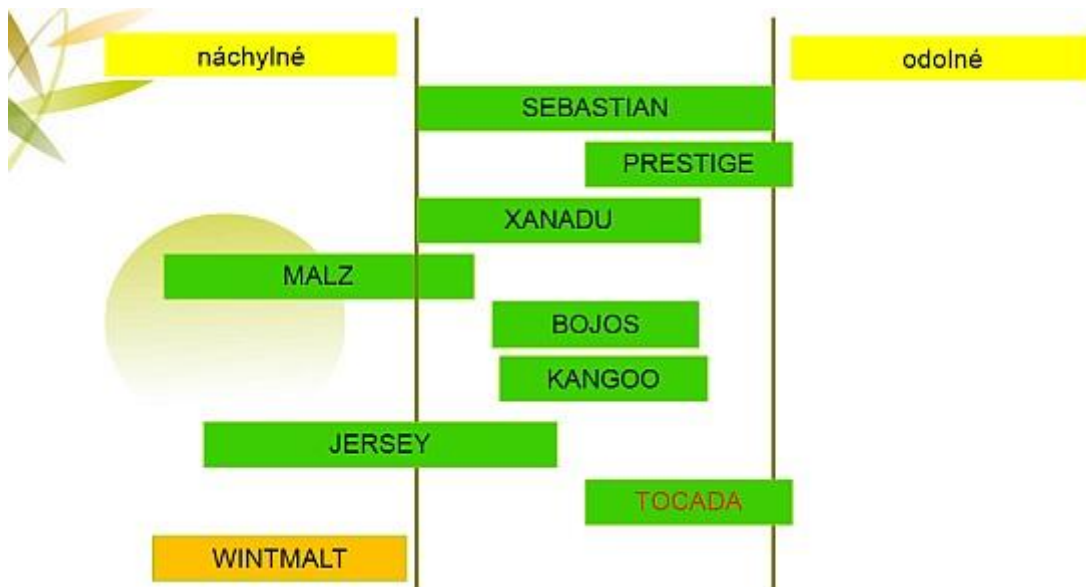 náchylné
odolné
SEBASTIAN
PRESTIGE
XANADU
MALZ
BOJOS
KANGOO
JERSEY
TOCADA
WINTMALT